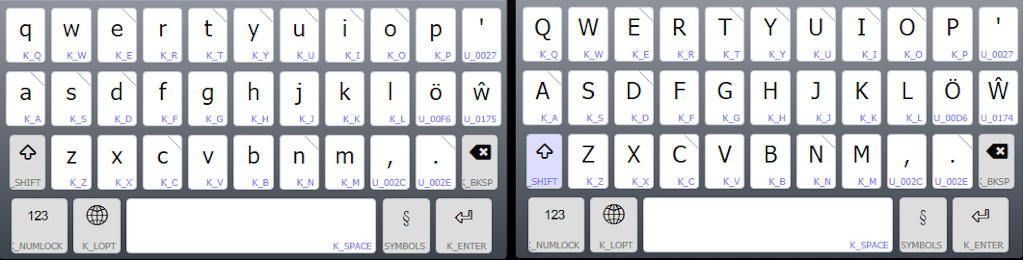 q w e r t y u i o p '
K_Q K_W K_E K_R K_T K_Y K_U K_I K_O K_P U_0027
a s d f g h j k l ö ŵ
K_A K_S K_D K_F K_G K_H K_J K_K K_L U_00F6 U_0175
z x c v b n m , .
_SHIFT K_Z K_X K_C K_V K_B K_N K_M U_002C U_002E K_BKSP
123 §
K_NUMLOCK K_LOPT K_SPACE SYMBOLS K_ENTER
Q W E R T Y U I O P '
K_Q K_W K_E K_R K_T K_Y K_U K_I K_O K_P U_0027
A S D F G H J K L Ö Ŵ
K_A K_S K_D K_F K_G K_H K_J K_K K_L U_00D6 U_0174
Z X C V B N M , .
_SHIFT K_Z K_X K_C K_V K_B K_N K_M U_002C U_002E K_BKSP
123 §
K_NUMLOCK K_LOPT K_SPACE SYMBOLS K_ENTER